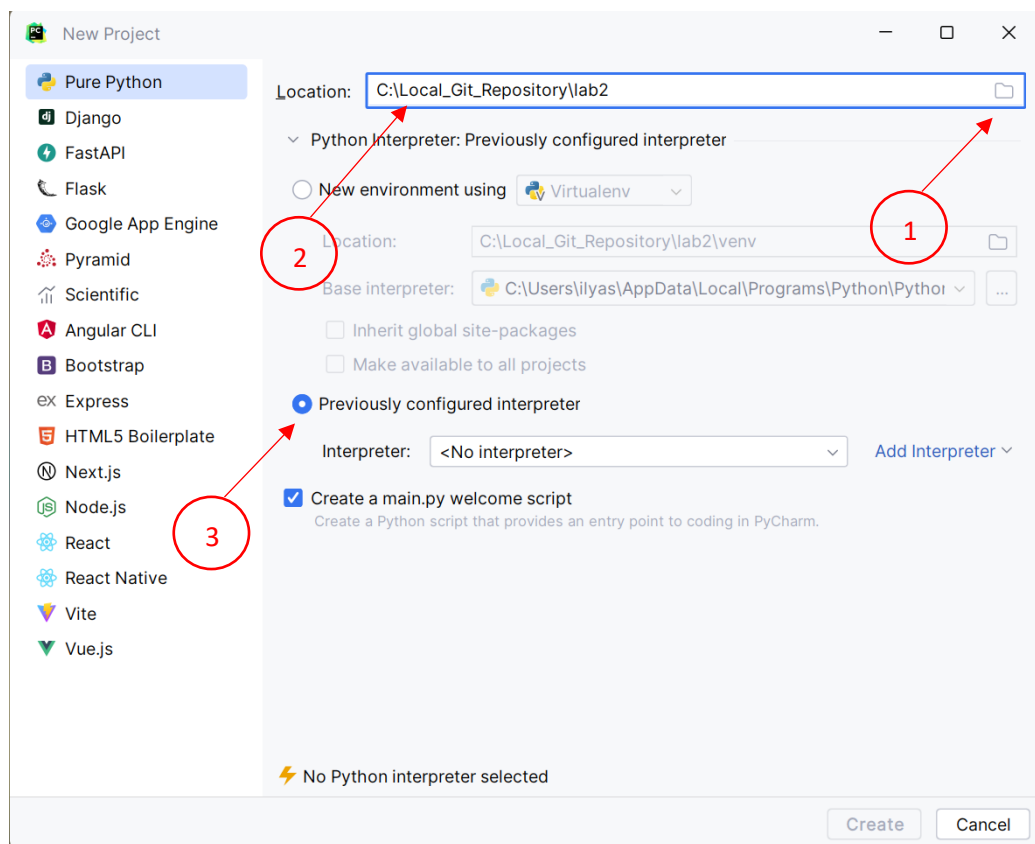 PC
New Project
Pure Python
dj Django
FastAPI
Flask
Google App Engine
Pyramid
Scientific
A Angular CLI
B Bootstrap
ex Express
5 HTML5 Boilerplate
N Next.js
JS Node.js
React
React Native
Vite
Vue.js
Location: C:\Local_Git_Repository\lab2
Python Interpreter: Previously configured interpreter
New environment using Virtualenv
Location: C:\Local_Git_Repository\lab2\venv
Base interpreter: C:\Users\ilyas\AppData\Local\Programs\Python\Pythor ...
Inherit global site-packages
Make available to all projects
Previously configured interpreter
Interpreter: <No interpreter> Add Interpreter
Create a main.py welcome script
Create a Python script that provides an entry point to coding in PyCharm.
No Python interpreter selected
Create Cancel
1
2
3